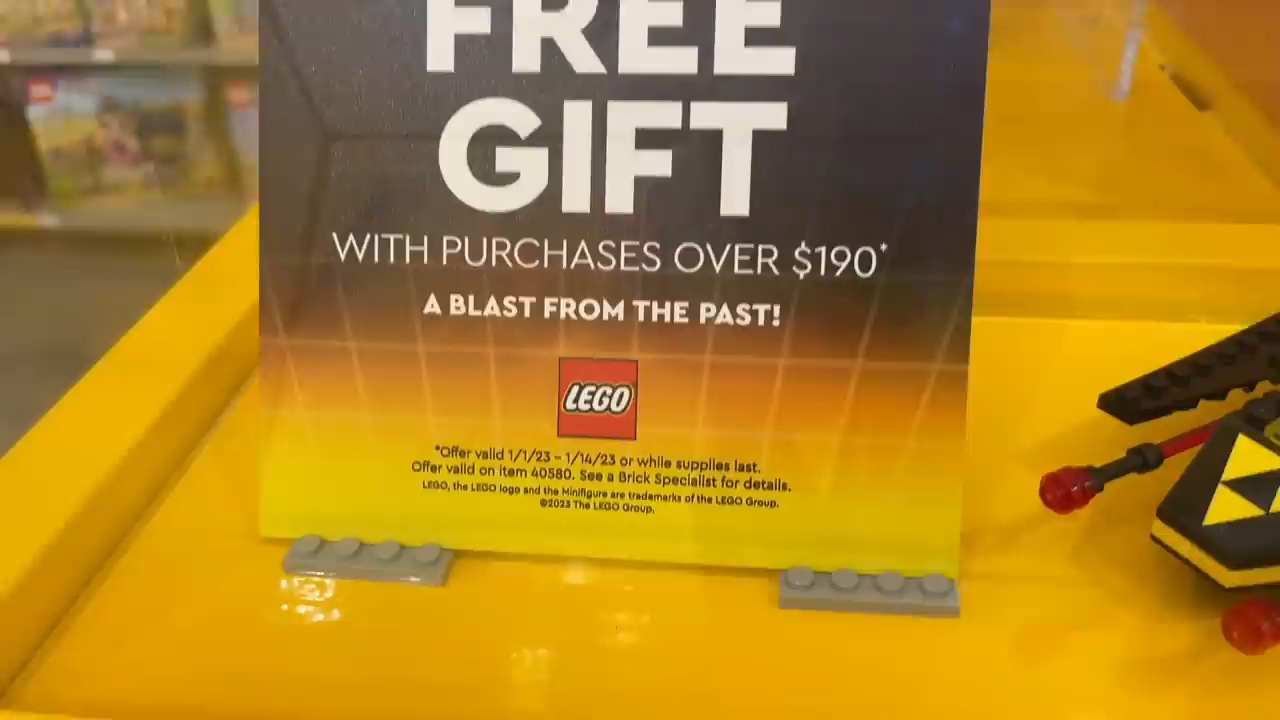 FREE
GIFT
WITH PURCHASES OVER $190*
A BLAST FROM THE PAST!
LEGO
*Offer valid 1/1/23 – 1/14/23 or while supplies last.
Offer valid on item 40580. See a Brick Specialist for details.
LEGO, the LEGO logo and the Minifigure are trademarks of the LEGO Group.
©2023 The LEGO Group.